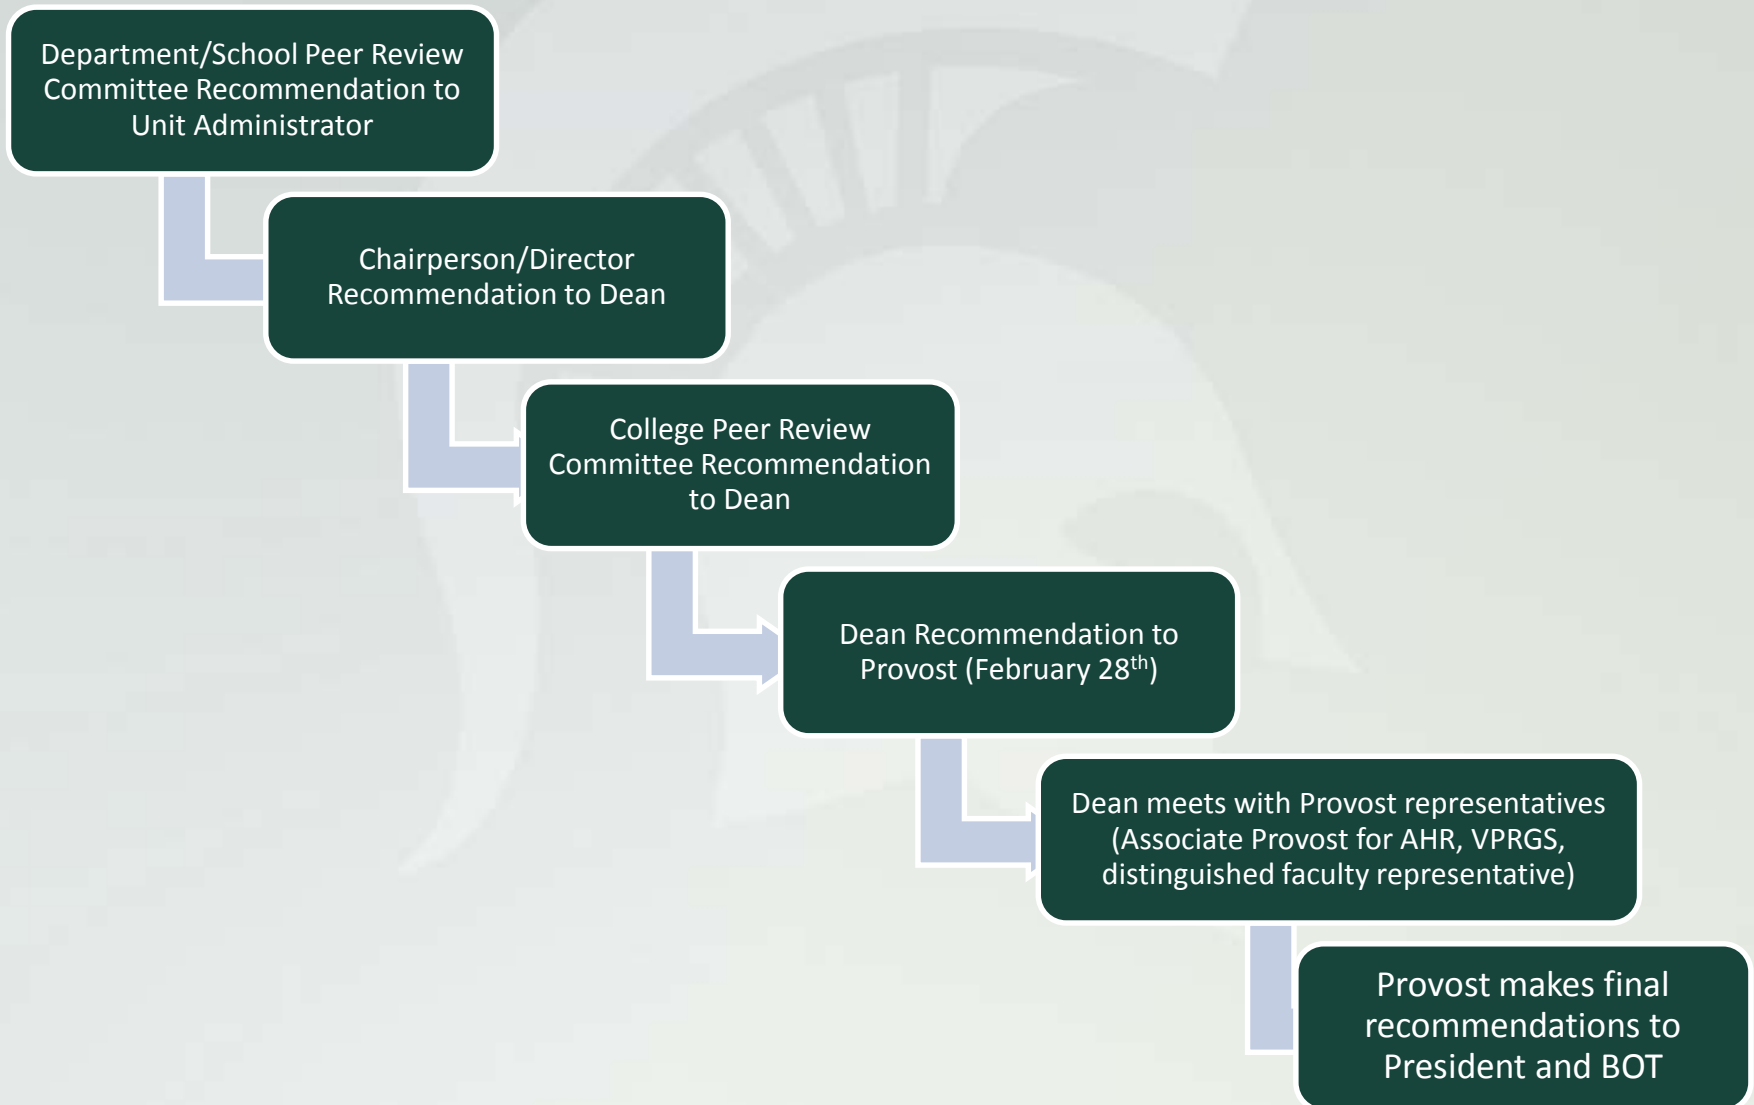 Department/School Peer Review
Committee Recommendation to
Unit Administrator
Chairperson/Director
Recommendation to Dean
College Peer Review
Committee Recommendation
to Dean
Dean Recommendation to
Provost (February 28th)
Dean meets with Provost representatives
(Associate Provost for AHR, VPRGS,
distinguished faculty representative)
Provost makes final
recommendations to
President and BOT